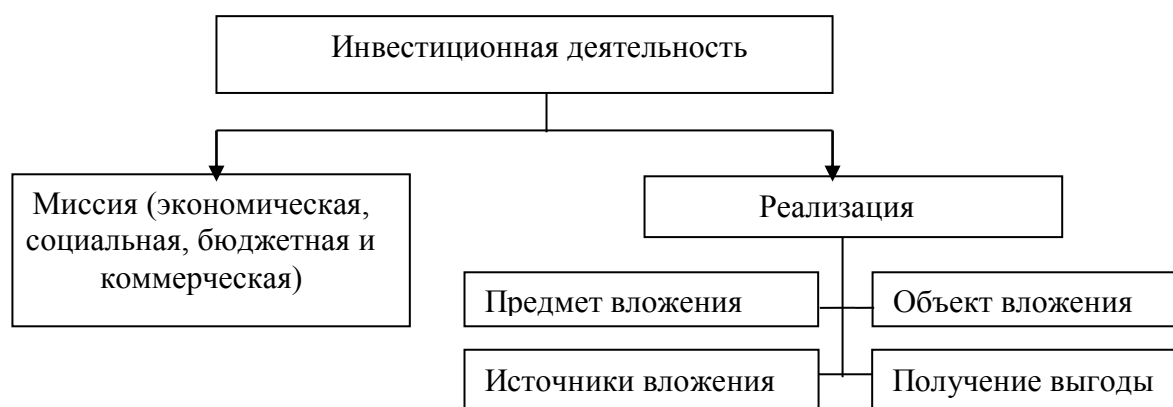 Инвестиционная деятельность
Миссия (экономическая,
социальная, бюджетная и
коммерческая)
Реализация
Предмет вложения
Объект вложения
Источники вложения
Получение выгоды